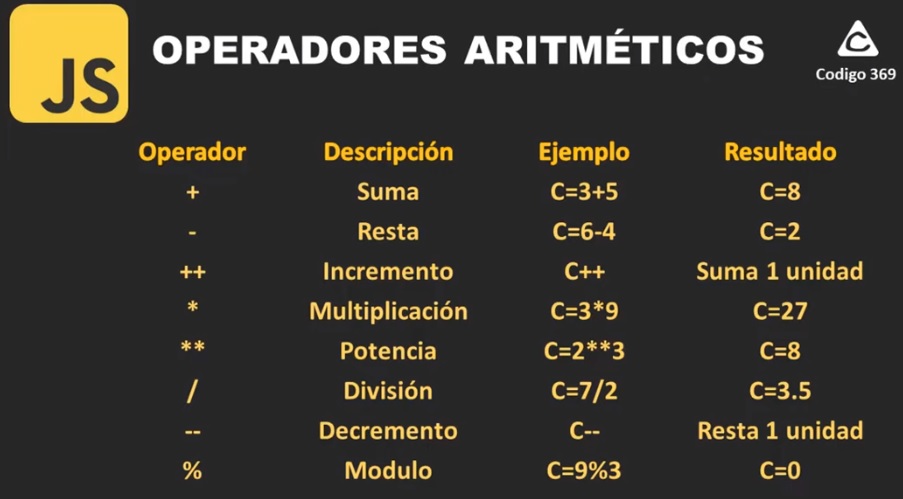 JS
OPERADORES ARITMÉTICOS
Codigo 369
Operador Descripción Ejemplo Resultado
+ Suma C=3+5 C=8
- Resta C=6-4 C=2
++ Incremento C++ Suma 1 unidad
* Multiplicación C=3*9 C=27
** Potencia C=2**3 C=8
/ División C=7/2 C=3.5
-- Decremento C-- Resta 1 unidad
% Modulo C=9%3 C=0